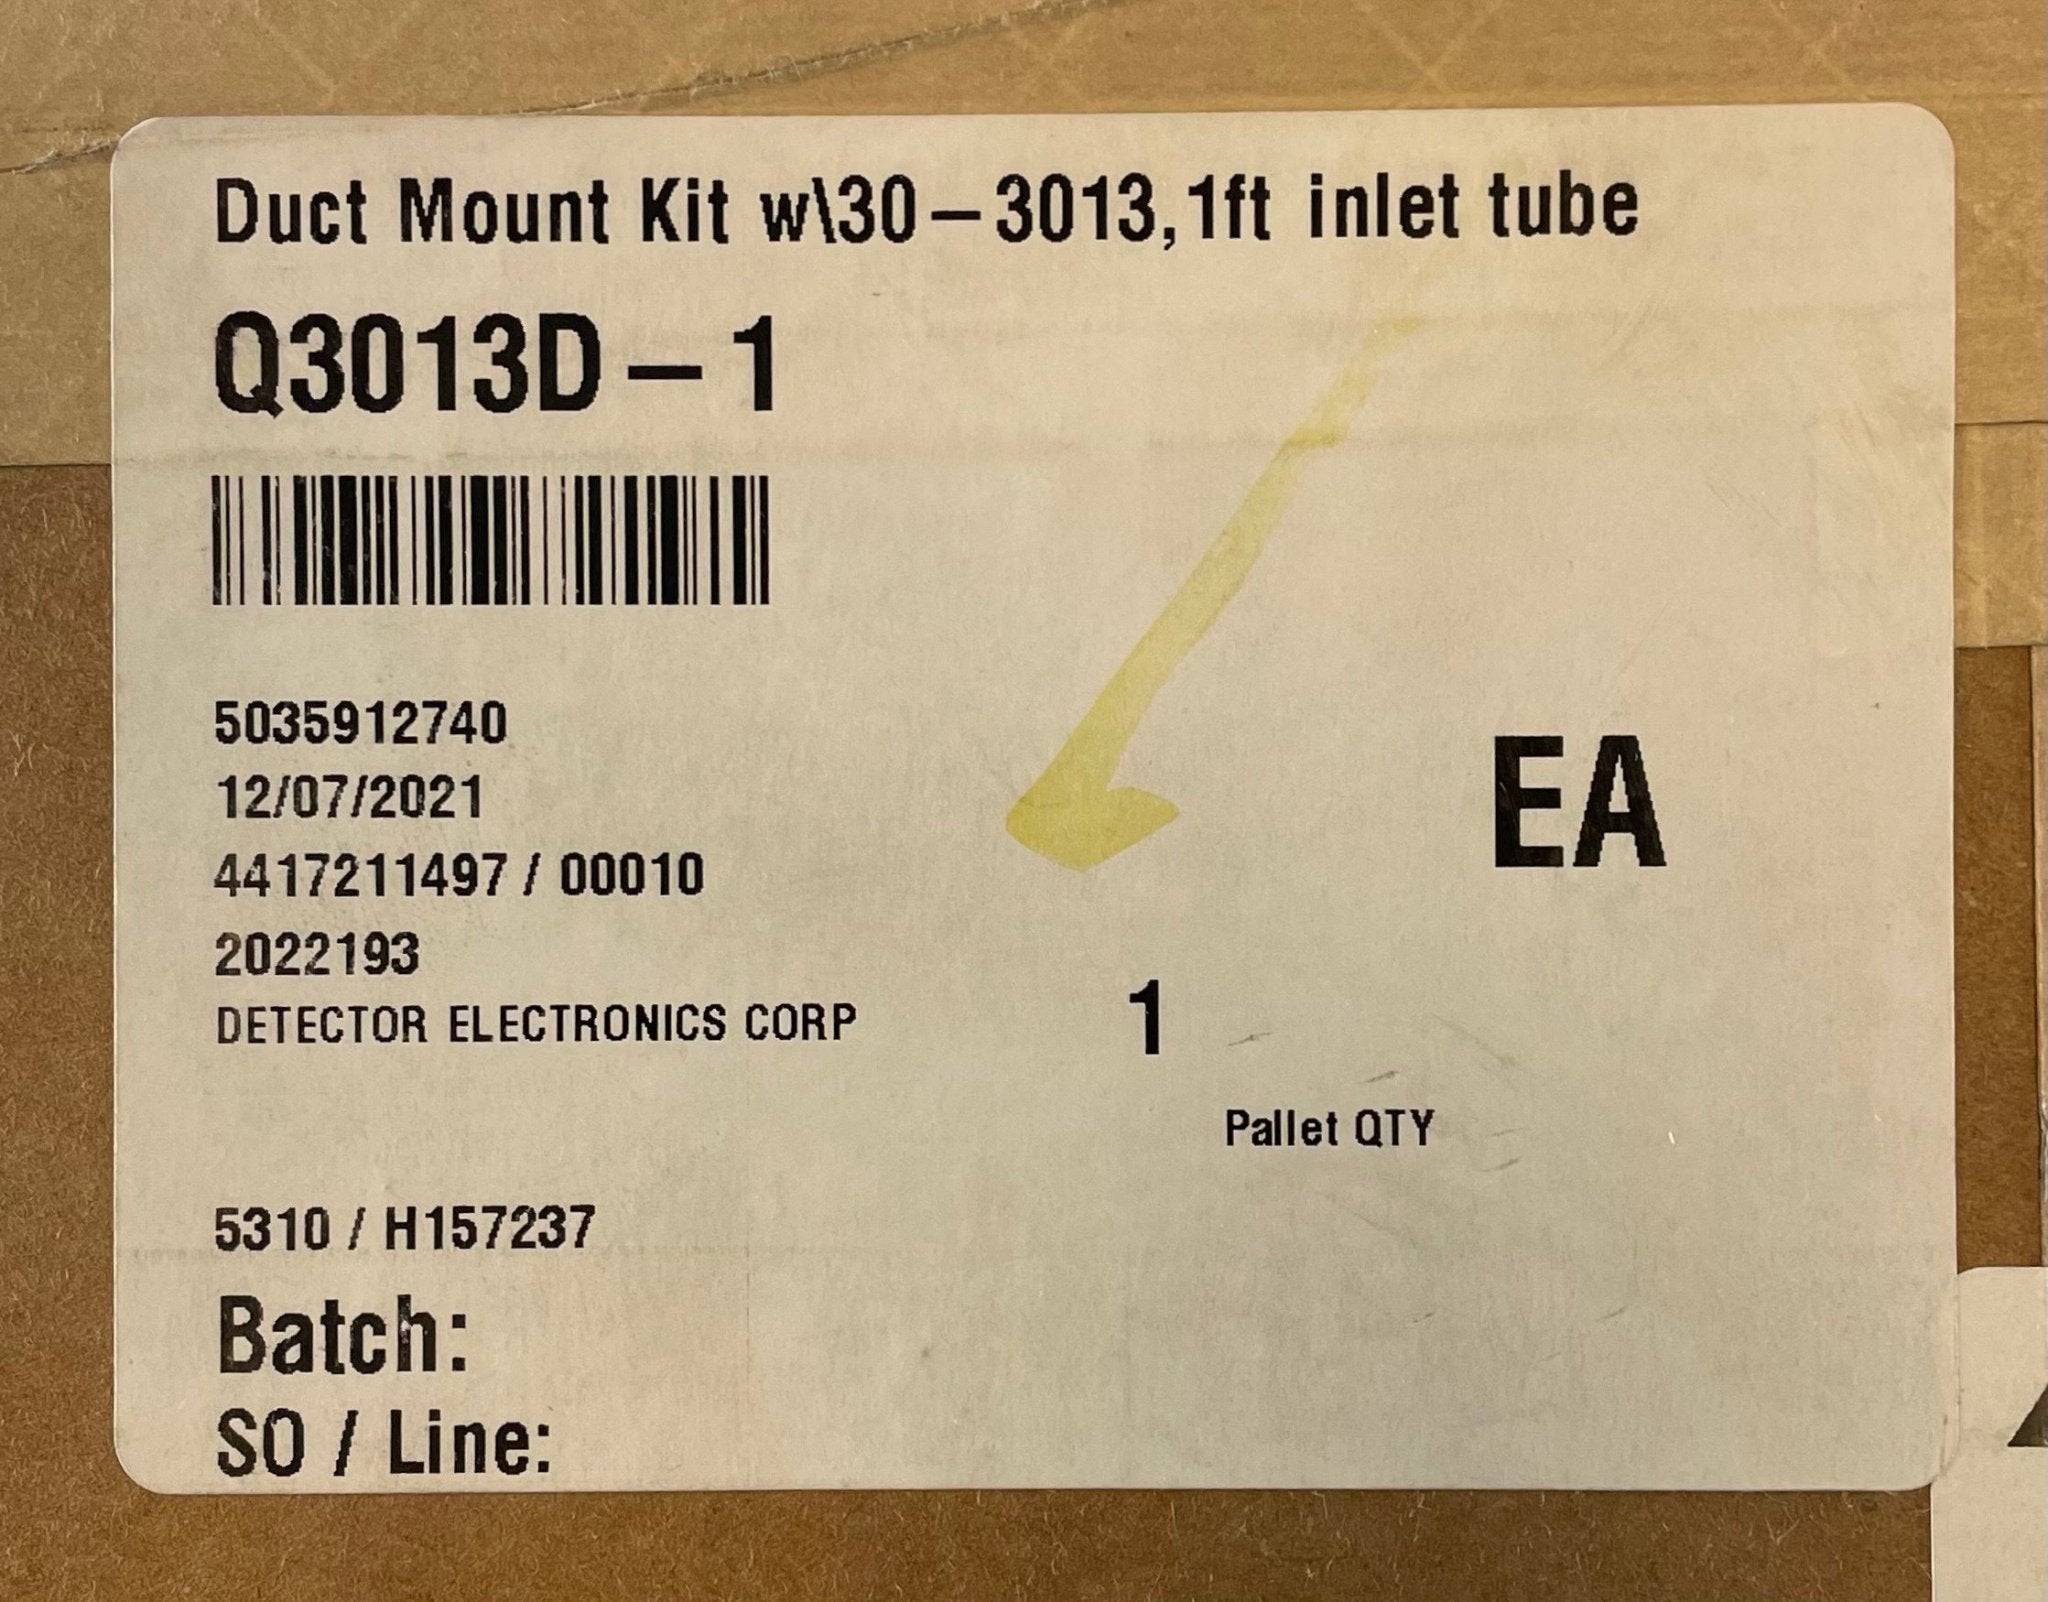 Duct Mount Kit w\30-3013,1ft inlet tube
Q3013D-1
5035912740
12/07/2021
EA
4417211497 / 00010
2022193
DETECTOR ELECTRONICS CORP
1
Pallet QTY
5310 / H157237
Batch:
SO / Line: